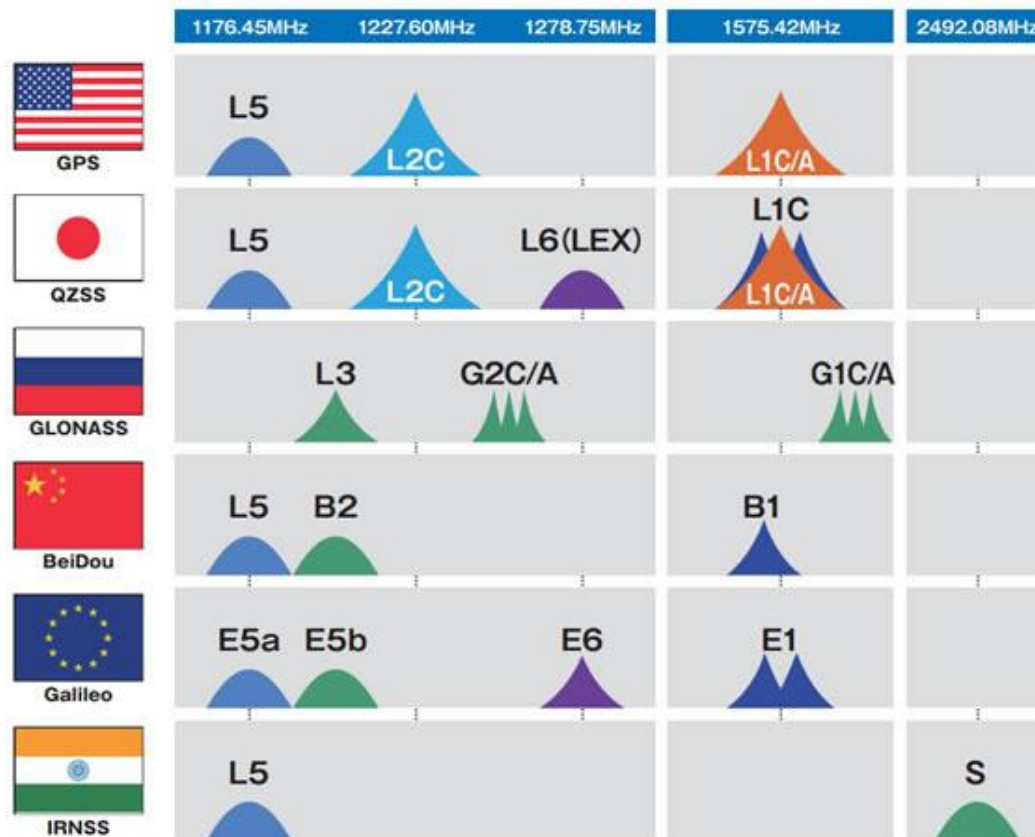 1176.45MHz 1227.60MHz 1278.75MHz 1575.42MHz 2492.08MHz
L5
L2C
L1C/A
GPS
L1C
L5 L6(LEX)
L2C L1C/A
QZSS
L3 G2C/A G1C/A
GLONASS
L5 B2 B1
BeiDou
E5a E5b E6 E1
Galileo
L5 S
IRNSS